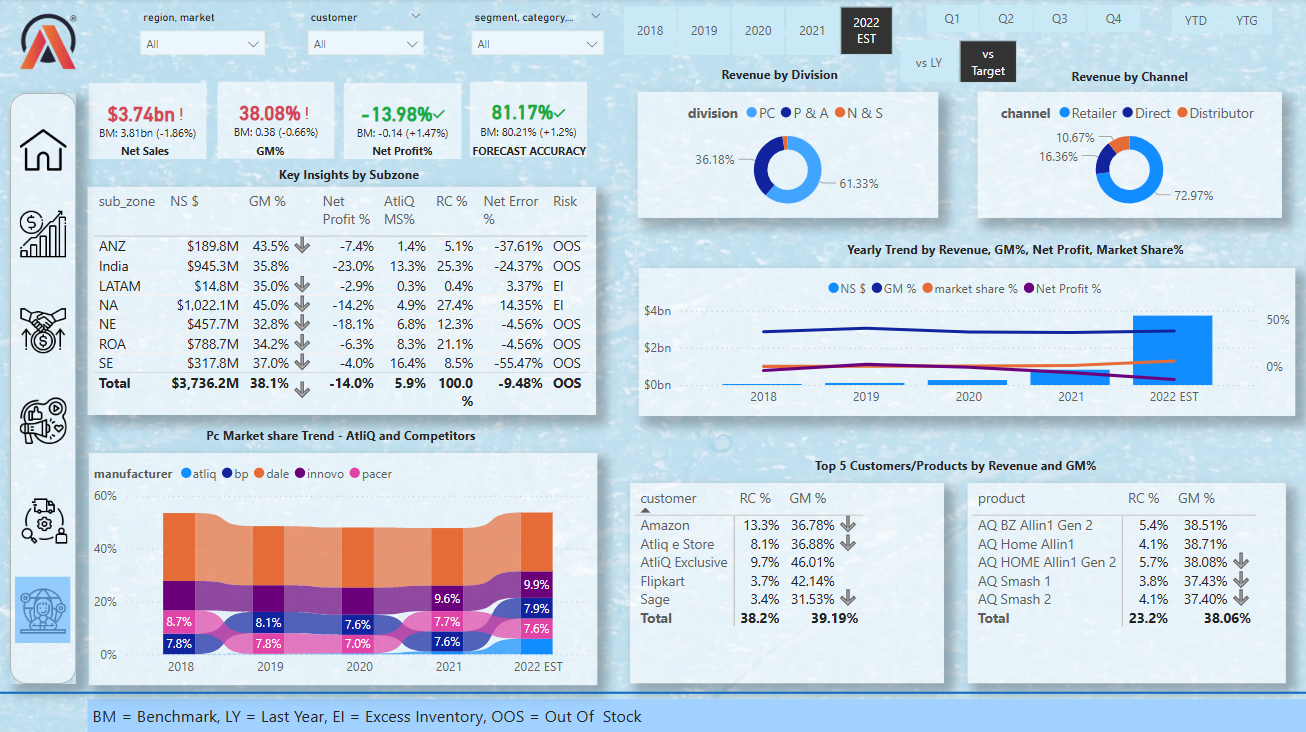 region, market
customer
segment, category,...
All
All
All
2018
2019
2020
2021
2022 EST
Q1
Q2
Q3
Q4
YTD
YTG
vs LY
vs Target
$3.74bn!
BM: 3.81bn (-1.86%)
Net Sales
38.08%!
BM: 0.38 (-0.66%)
GM%
-13.98%✓
BM: -0.14 (+1.47%)
Net Profit%
81.17%✓
BM: 80.21% (+1.2%)
FORECAST ACCURACY
Revenue by Division
division PC P & A N & S
36.18%
61.33%
Revenue by Channel
channel Retailer Direct Distributor
10.67%
16.36%
72.97%
Key Insights by Subzone
sub_zone NS $ GM % Net Profit % AtliQ MS% RC % Net Error % Risk
ANZ $189.8M 43.5% -7.4% 1.4% 5.1% -37.61% OOS
India $945.3M 35.8% -23.0% 13.3% 25.3% -24.37% OOS
LATAM $14.8M 35.0% -2.9% 0.3% 0.4% 3.37% EI
NA $1,022.1M 45.0% -14.2% 4.9% 27.4% 14.35% EI
NE $457.7M 32.8% -18.1% 6.8% 12.3% -4.56% OOS
ROA $788.7M 34.2% -6.3% 8.3% 21.1% -4.56% OOS
SE $317.8M 37.0% -4.0% 16.4% 8.5% -55.47% OOS
Total $3,736.2M 38.1% -14.0% 5.9% 100.0 % -9.48% OOS
Yearly Trend by Revenue, GM%, Net Profit, Market Share%
NS $ GM % market share % Net Profit %
$4bn
$2bn
$0bn
50%
0%
2018 2019 2020 2021 2022 EST
Pc Market share Trend - AtliQ and Competitors
manufacturer atliq bp dale innovo pacer
60%
40%
20%
0%
8.7%
7.8%
8.1%
7.8%
7.6%
7.0%
9.6%
7.7%
7.6%
9.9%
7.9%
7.6%
2018 2019 2020 2021 2022 EST
Top 5 Customers/Products by Revenue and GM%
customer RC % GM %
Amazon 13.3% 36.78%
Atliq e Store 8.1% 36.88%
AtliQ Exclusive 9.7% 46.01%
Flipkart 3.7% 42.14%
Sage 3.4% 31.53%
Total 38.2% 39.19%
product RC % GM %
AQ BZ Allin1 Gen 2 5.4% 38.51%
AQ Home Allin1 4.1% 38.71%
AQ HOME Allin1 Gen 2 5.7% 38.08%
AQ Smash 1 3.8% 37.43%
AQ Smash 2 4.1% 37.40%
Total 23.2% 38.06%
BM = Benchmark, LY = Last Year, EI = Excess Inventory, OOS = Out Of Stock